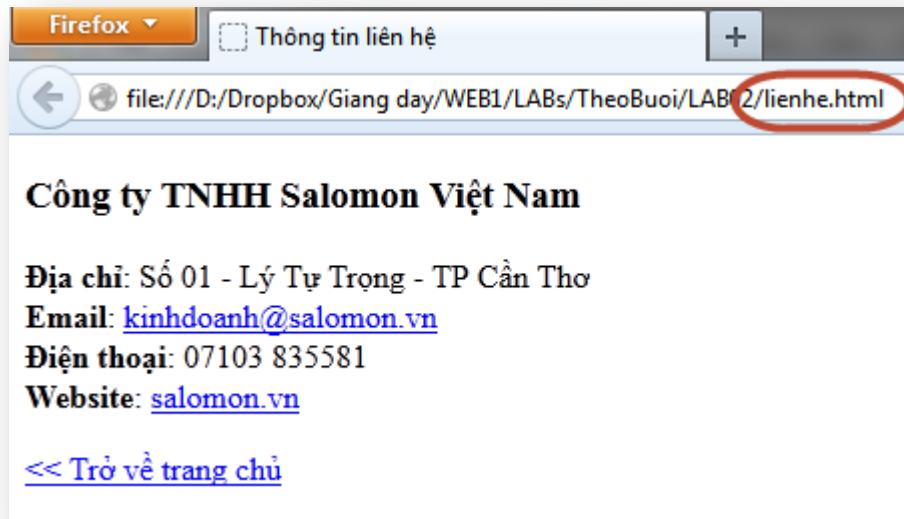 Firefox
Thông tin liên hệ
file:///D:/Dropbox/Giang day/WEB1/LABs/TheoBuoi/LAB02/lienhe.html
Công ty TNHH Salomon Việt Nam
Địa chỉ: Số 01 - Lý Tự Trọng - TP Cần Thơ
Email: kinhdoanh@salomon.vn
Điện thoại: 07103 835581
Website: salomon.vn
<< Trở về trang chủ